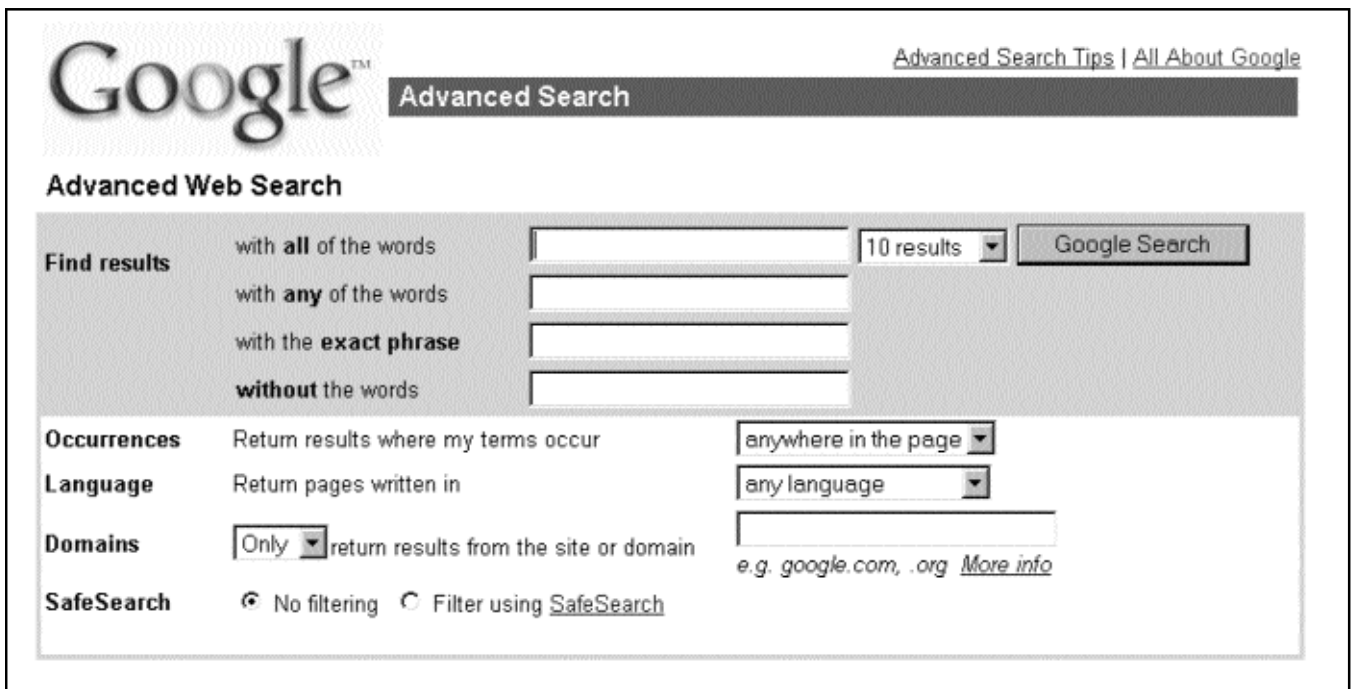 Google™
Advanced Search Tips | All About Google
Advanced Search
Advanced Web Search
Find results
with all of the words
10 results
Google Search
with any of the words
with the exact phrase
without the words
Occurrences Return results where my terms occur anywhere in the page
Language Return pages written in any language
Domains Only return results from the site or domain
e.g. google.com, .org More info
SafeSearch No filtering Filter using SafeSearch